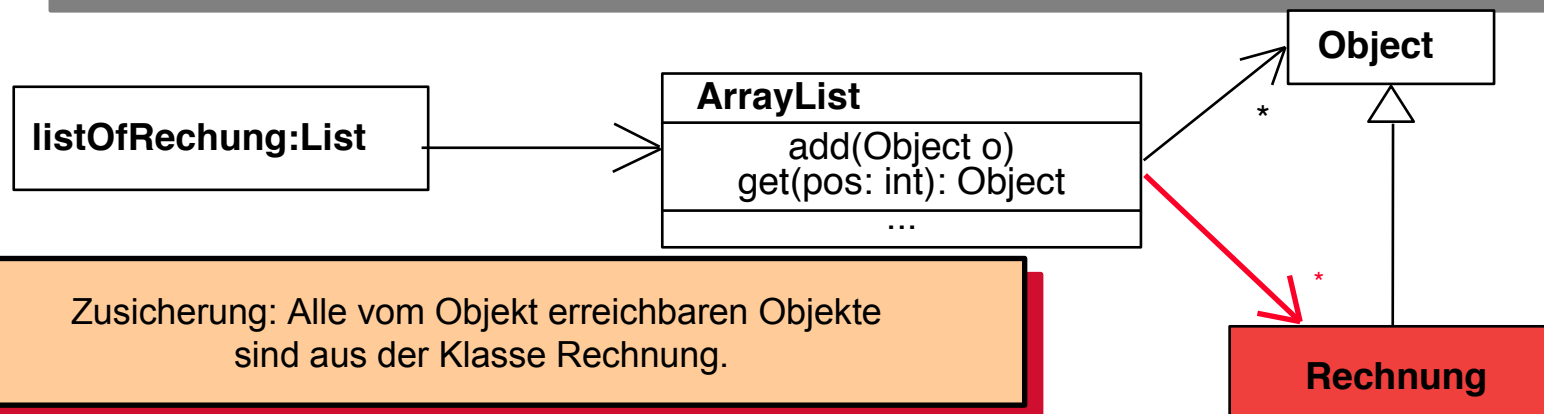 Object
*
listOfRechung:List
ArrayList
add(Object o)
get(pos: int): Object
...
*
Zusicherung: Alle vom Objekt erreichbaren Objekte
sind aus der Klasse Rechnung.
Rechnung